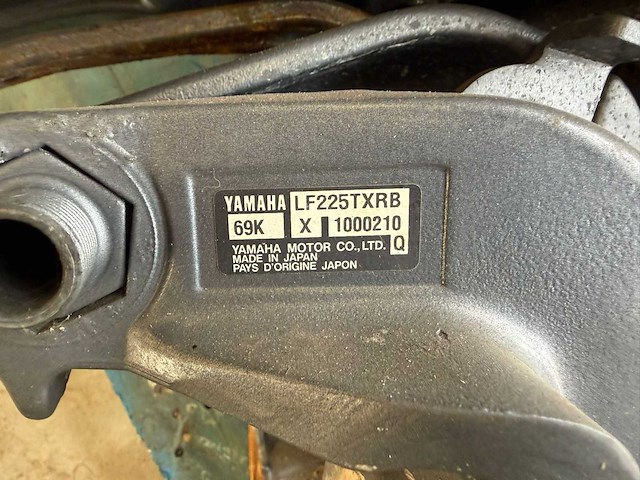 YAMAHA LF225TXRB
69K X 1000210
YAMAHA MOTOR CO., LTD. Q
MADE IN JAPAN
PAYS D'ORIGINE JAPON